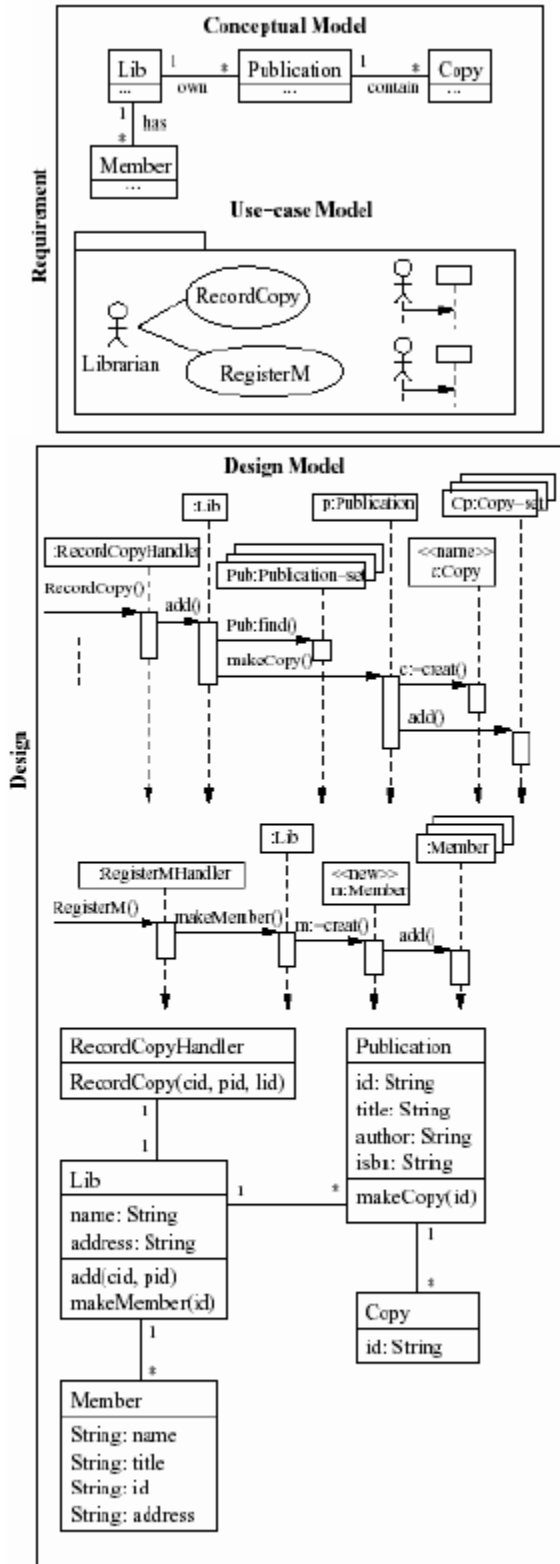 Conceptual Model
Lib
...
1
own
*
Publication
...
1
contain
*
Copy
...
1
has
*
Member
...
Use-case Model
Librarian
RecordCopy
RegisterM
Requirement
Design Model
:Lib
p:Publication
Cp:Copy-set
:RecordCopyHandler
Pub:Publication-set
<<name>>
c:Copy
RecordCopy()
add()
Pub:find()
makeCopy()
c:-creat()
add()
Design
:Lib
:Member
:RegisterMHandler
<<new>>
m:Member
RegisterM()
makeMember()
m:-creat()
add()
RecordCopyHandler
RecordCopy(cid, pid, lid)
1
1
Lib
name: String
address: String
add(cid, pid)
makeMember(id)
1
*
Publication
id: String
title: String
author: String
isbn: String
makeCopy(id)
1
*
Copy
id: String
1
*
Member
String: name
String: title
String: id
String: address